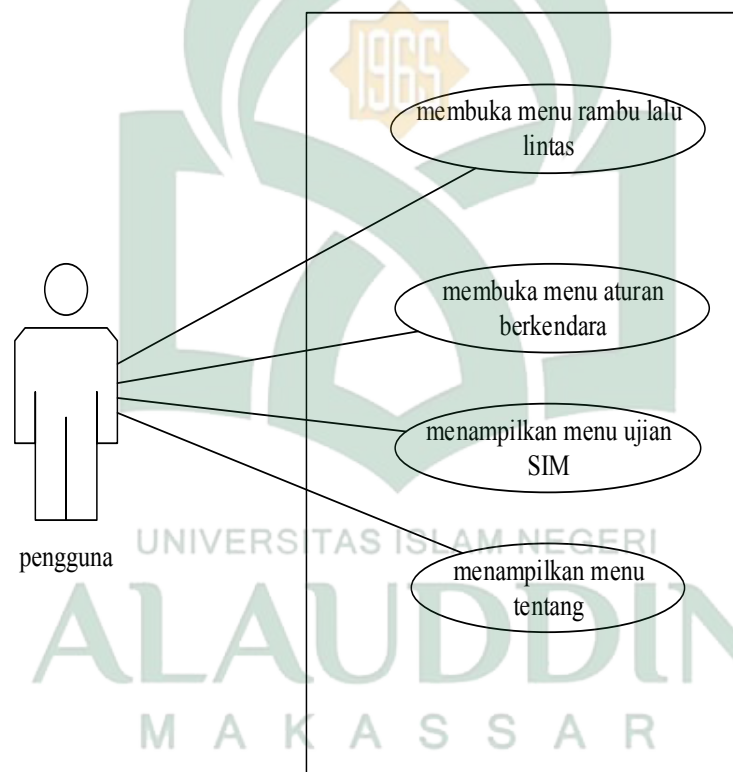 1965
membuka menu rambu lalu
lintas
membuka menu aturan
berkendara
menampilkan menu ujian
SIM
pengguna
UNIVERSITAS ISLAM NEGERI
menampilkan menu
tentang
ALAUDDIN
MAKASSAR